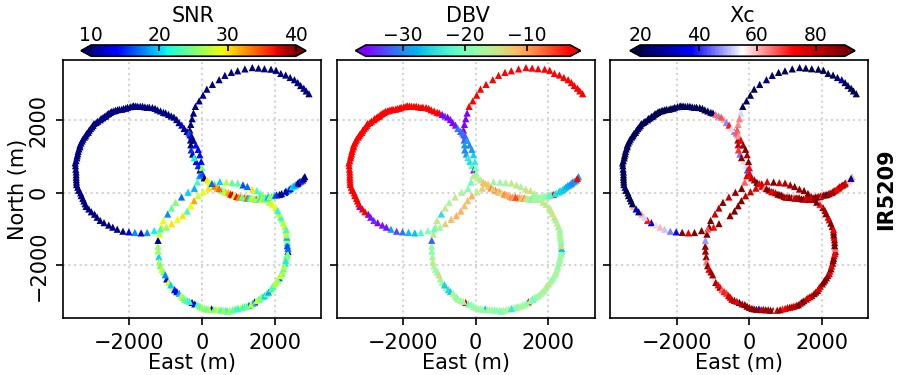 SNR DBV Xc
10 20 30 40 −30 −20 −10 20 40 60 80
2000
0
−2000
North (m)
−2000 0 2000 −2000 0 2000 −2000 0 2000
East (m) East (m) East (m)
IR5209